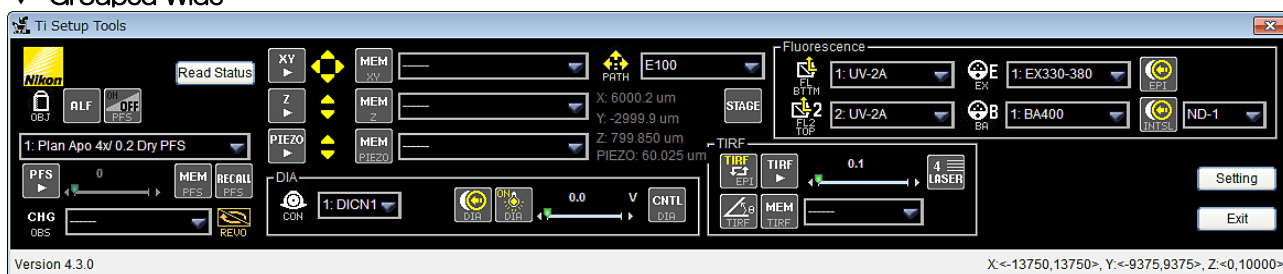 Grouped Wide
Ti Setup Tools
Nikon
Read Status
OBJ
ALF
ON OFF
PFS
1: Plan Apo 4x/ 0.2 Dry PFS
PFS
0
MEM
PFS
RECALL
PFS
CHG
OBS
------
REVO
XY
MEM
XY
------
Z
MEM
Z
------
PIEZO
MEM
PIEZO
------
PATH
E100
X: 6000.2 um
Y: -2999.9 um
Z: 799.850 um
PIEZO: 60.025 um
STAGE
DIA
CON
1: DICN1
DIA
ON
DIA
0.0
V
CNTL
DIA
Fluorescence
FL
BTTM
1: UV-2A
E
EX
1: EX330-380
EPI
2
FL2
TOP
2: UV-2A
B
BA
1: BA400
INTSL
ND-1
TIRF
TIRF
EPI
TIRF
0.1
4
LASER
θ
TIRF
MEM
TIRF
------
Setting
Exit
Version 4.3.0
X:<-13750,13750>, Y:<-9375,9375>, Z:<0,10000>